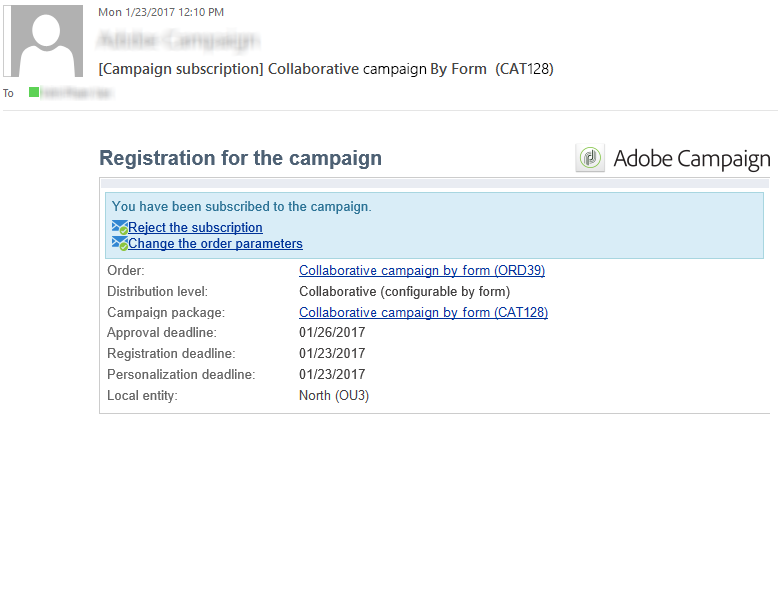 Mon 1/23/2017 12:10 PM
[Campaign subscription] Collaborative campaign By Form (CAT128)
To
Registration for the campaign
Adobe Campaign
You have been subscribed to the campaign.
Reject the subscription
Change the order parameters
Order: Collaborative campaign by form (ORD39)
Distribution level: Collaborative (configurable by form)
Campaign package: Collaborative campaign by form (CAT128)
Approval deadline: 01/26/2017
Registration deadline: 01/23/2017
Personalization deadline: 01/23/2017
Local entity: North (OU3)